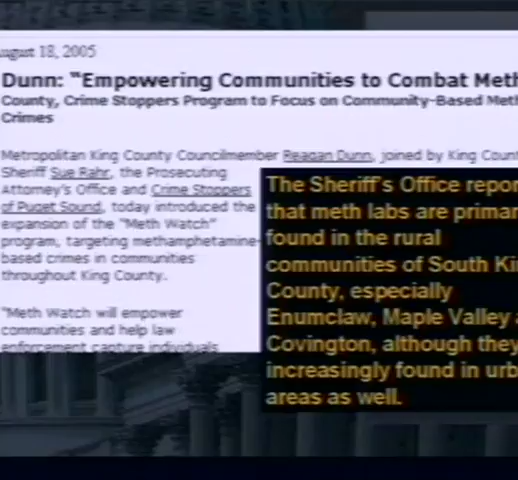 August 18, 2005
Dunn: "Empowering Communities to Combat Meth
County, Crime Stoppers Program to Focus on Community-Based Met
Crimes
Metropolitan King County Councilmember Reagan Dunn, joined by King Count
Sheriff Sue Rahr, the Prosecuting
Attorney's Office and Crime Stoppers
of Puget Sound, today introduced the
expansion of the "Meth Watch"
program, targeting methamphetamine-
based crimes in communities
throughout King County.
"Meth Watch will empower
communities and help law
enforcement capture individuals
The Sheriff's Office repor
that meth labs are primar
found in the rural
communities of South Ki
County, especially
Enumclaw, Maple Valley a
Covington, although they
increasingly found in urb
areas as well.